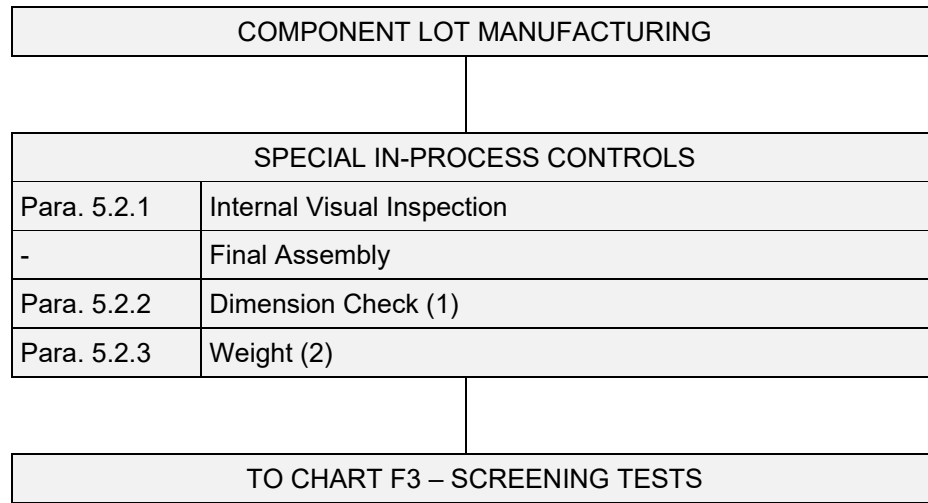 COMPONENT LOT MANUFACTURING
SPECIAL IN-PROCESS CONTROLS
Para. 5.2.1 Internal Visual Inspection
- Final Assembly
Para. 5.2.2 Dimension Check (1)
Para. 5.2.3 Weight (2)
TO CHART F3 – SCREENING TESTS